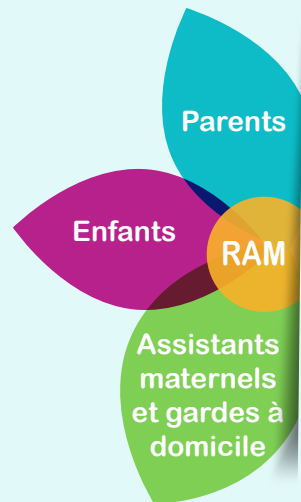 Parents
Enfants
RAM
Assistants
maternels
et gardes à
domicile